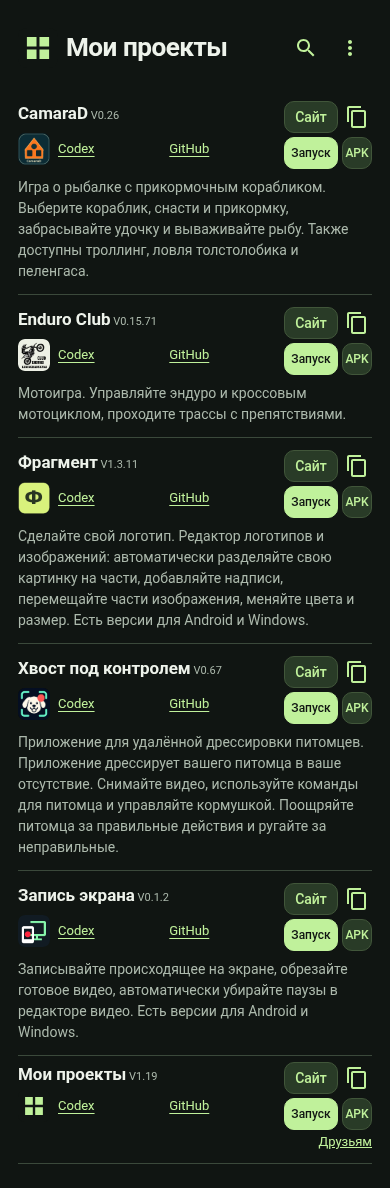 Мои проекты
CamaraD V0.26
Сайт
Codex
GitHub
Запуск
APK
Игра о рыбалке с прикормочным корабликом.
Выберите кораблик, снасти и прикормку,
забрасывайте удочку и вываживайте рыбу. Также
доступны троллинг, ловля толстолобика и
пеленгаса.
Enduro Club V0.15.71
Сайт
Codex
GitHub
Запуск
APK
Мотоигра. Управляйте эндуро и кроссовым
мотоциклом, проходите трассы с препятствиями.
Фрагмент V1.3.11
Сайт
Ф
Codex
GitHub
Запуск
APK
Сделайте свой логотип. Редактор логотипов и
изображений: автоматически разделяйте свою
картинку на части, добавляйте надписи,
перемещайте части изображения, меняйте цвета и
размер. Есть версии для Android и Windows.
Хвост под контролем V0.67
Сайт
Codex
GitHub
Запуск
APK
Приложение для удалённой дрессировки питомцев.
Приложение дрессирует вашего питомца в ваше
отсутствие. Снимайте видео, используйте команды
для питомца и управляйте кормушкой. Поощряйте
питомца за правильные действия и ругайте за
неправильные.
Запись экрана V0.1.2
Сайт
Codex
GitHub
Запуск
APK
Записывайте происходящее на экране, обрезайте
готовое видео, автоматически убирайте паузы в
редакторе видео. Есть версии для Android и
Windows.
Мои проекты V1.19
Сайт
Codex
GitHub
Запуск
APK
Друзьям